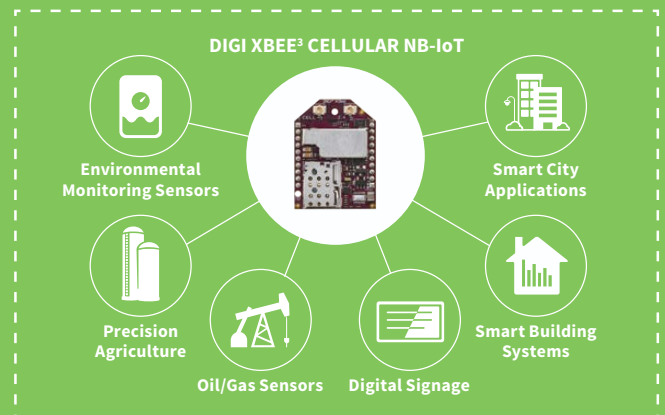 DIGI XBEE³ CELLULAR NB-IoT
Environmental
Monitoring Sensors
Smart City
Applications
Precision
Agriculture
Smart Building
Systems
Oil/Gas Sensors
Digital Signage